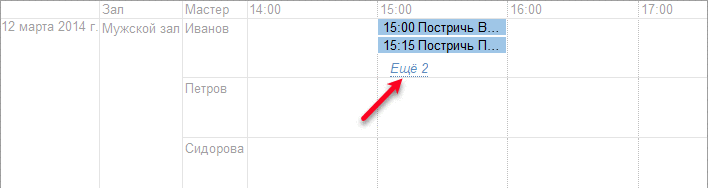 Зал Мастер 14:00 15:00 16:00 17:00
12 марта 2014 г. Мужской зал Иванов 15:00 Постричь В...
15:15 Постричь П...
Ещё 2
Петров
Сидорова